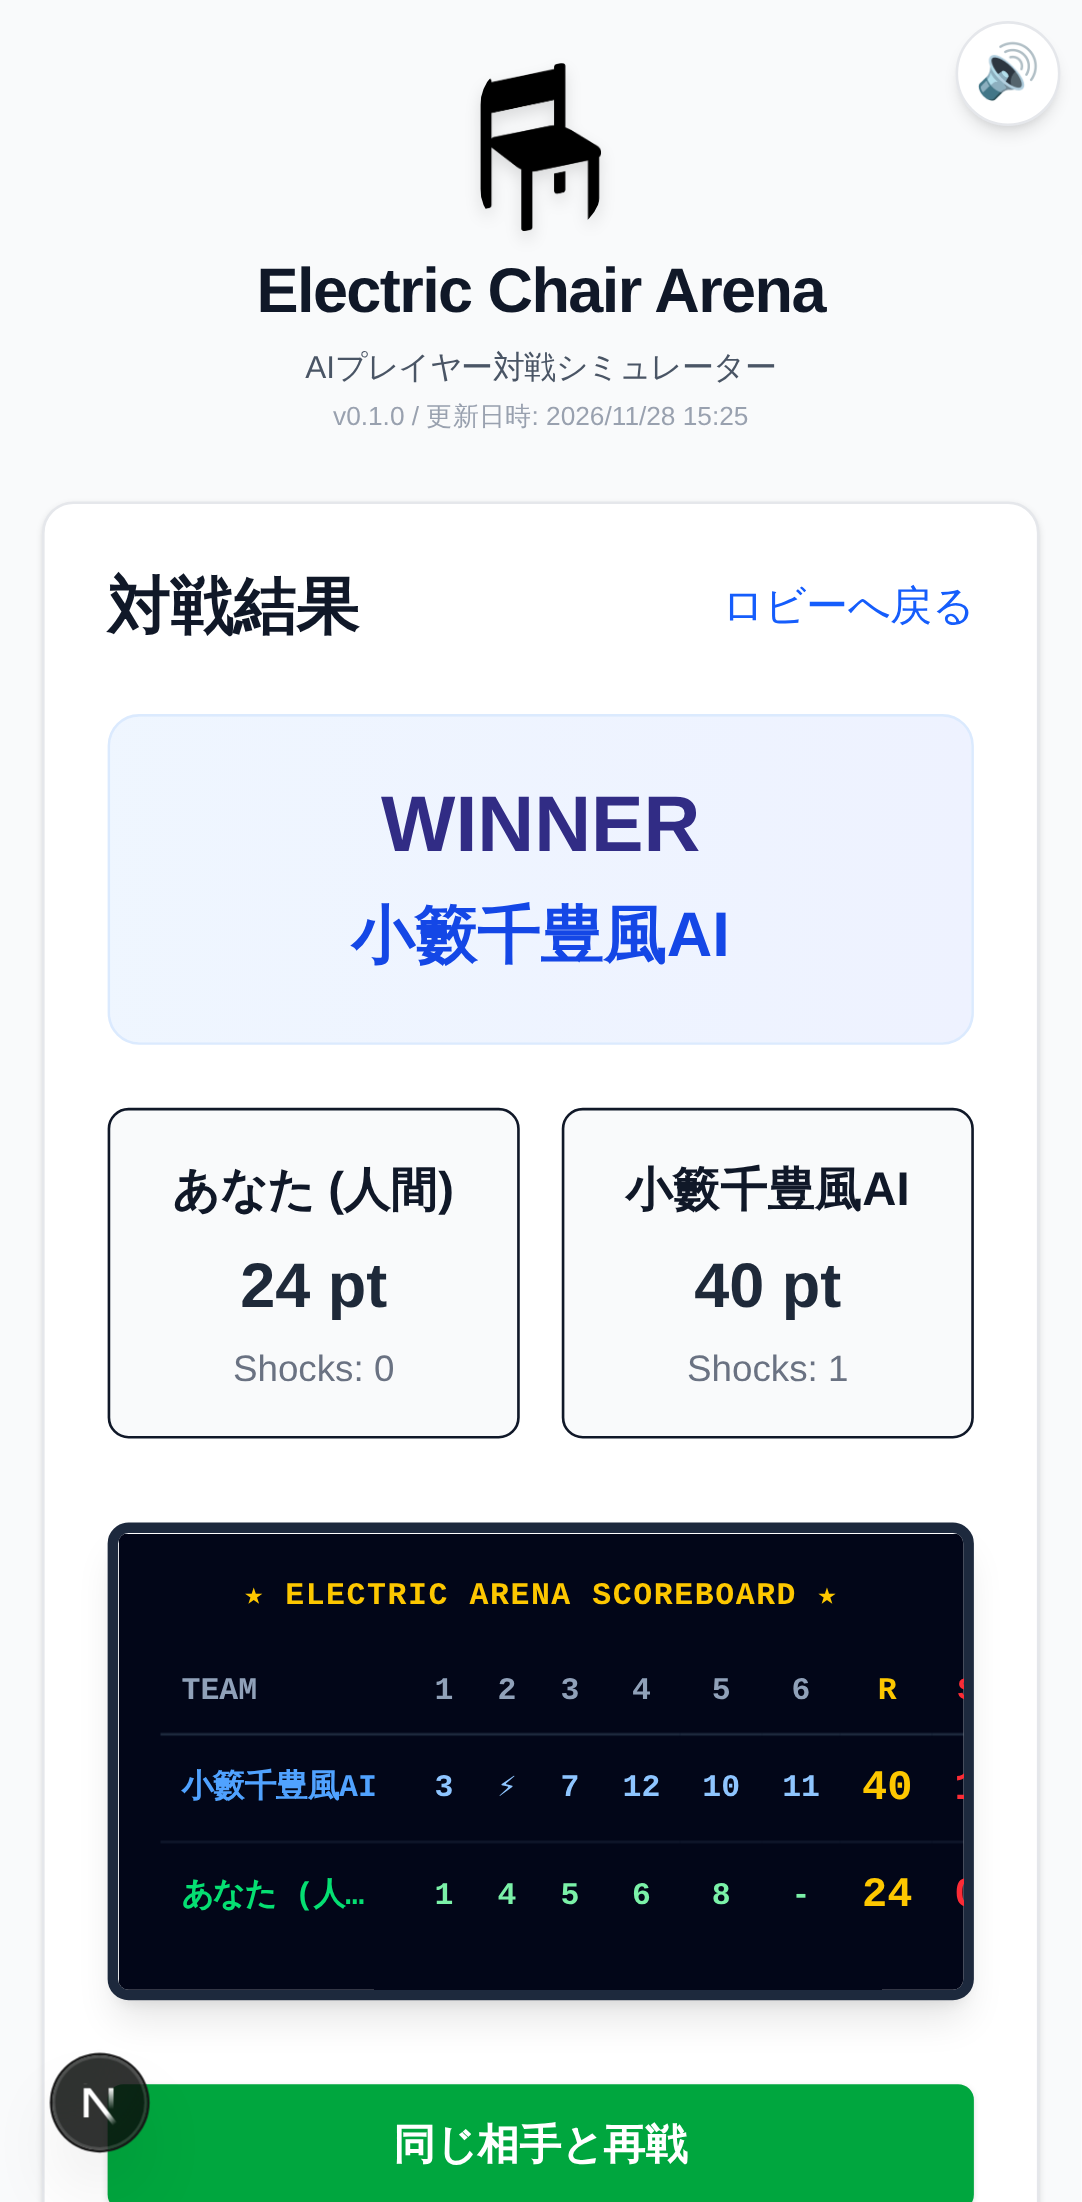 Electric Chair Arena
AIプレイヤー対戦シミュレーター
v0.1.0 / 更新日時: 2026/11/28 15:25
対戦結果
ロビーへ戻る
WINNER
小籔千豊風AI
あなた (人間)
24 pt
Shocks: 0
小籔千豊風AI
40 pt
Shocks: 1
★ ELECTRIC ARENA SCOREBOARD ★
TEAM 1 2 3 4 5 6 R
小籔千豊風AI 3 ⚡ 7 12 10 11 40
あなた (人… 1 4 5 6 8 - 24
N
同じ相手と再戦